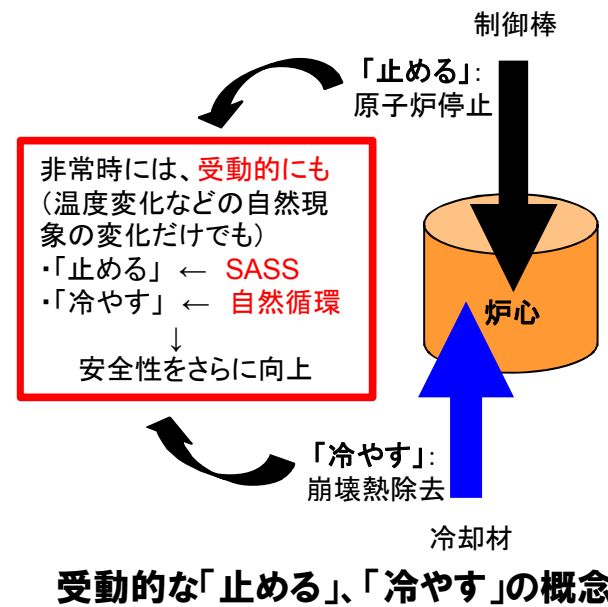 制御棒
「止める」:
原子炉停止
非常時には、受動的にも
(温度変化などの自然現
象の変化だけでも)
・「止める」 ← SASS
・「冷やす」 ← 自然循環
↓
安全性をさらに向上
炉心
「冷やす」:
崩壊熱除去
冷却材
受動的な「止める」、「冷やす」の概念